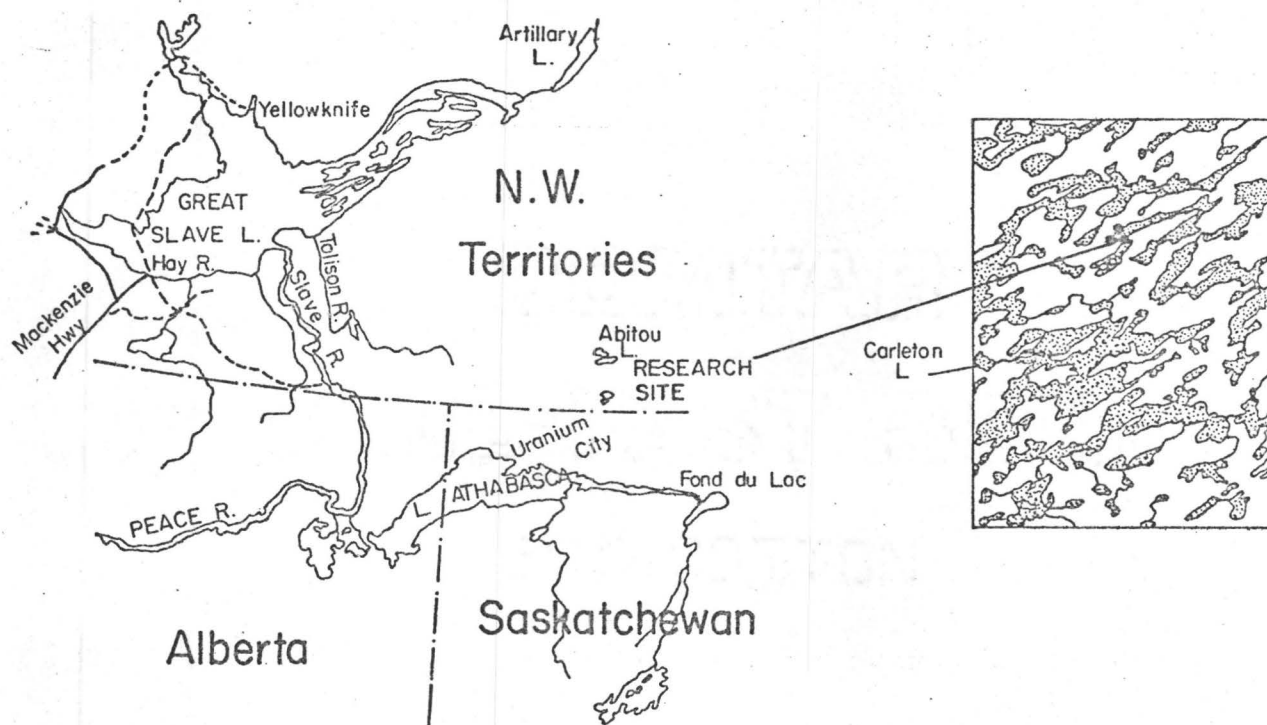 Artillary
L.
Yellowknife
N.W.
Territories
GREAT
SLAVE L.
Hay R.
Slave R.
Talison R.
Mackenzie
Hwy
Abitou
L.
RESEARCH
SITE
Carleton
L
Uranium
City
L. ATHABASCA
Fond du Lac
PEACE R.
Alberta
Saskatchewan